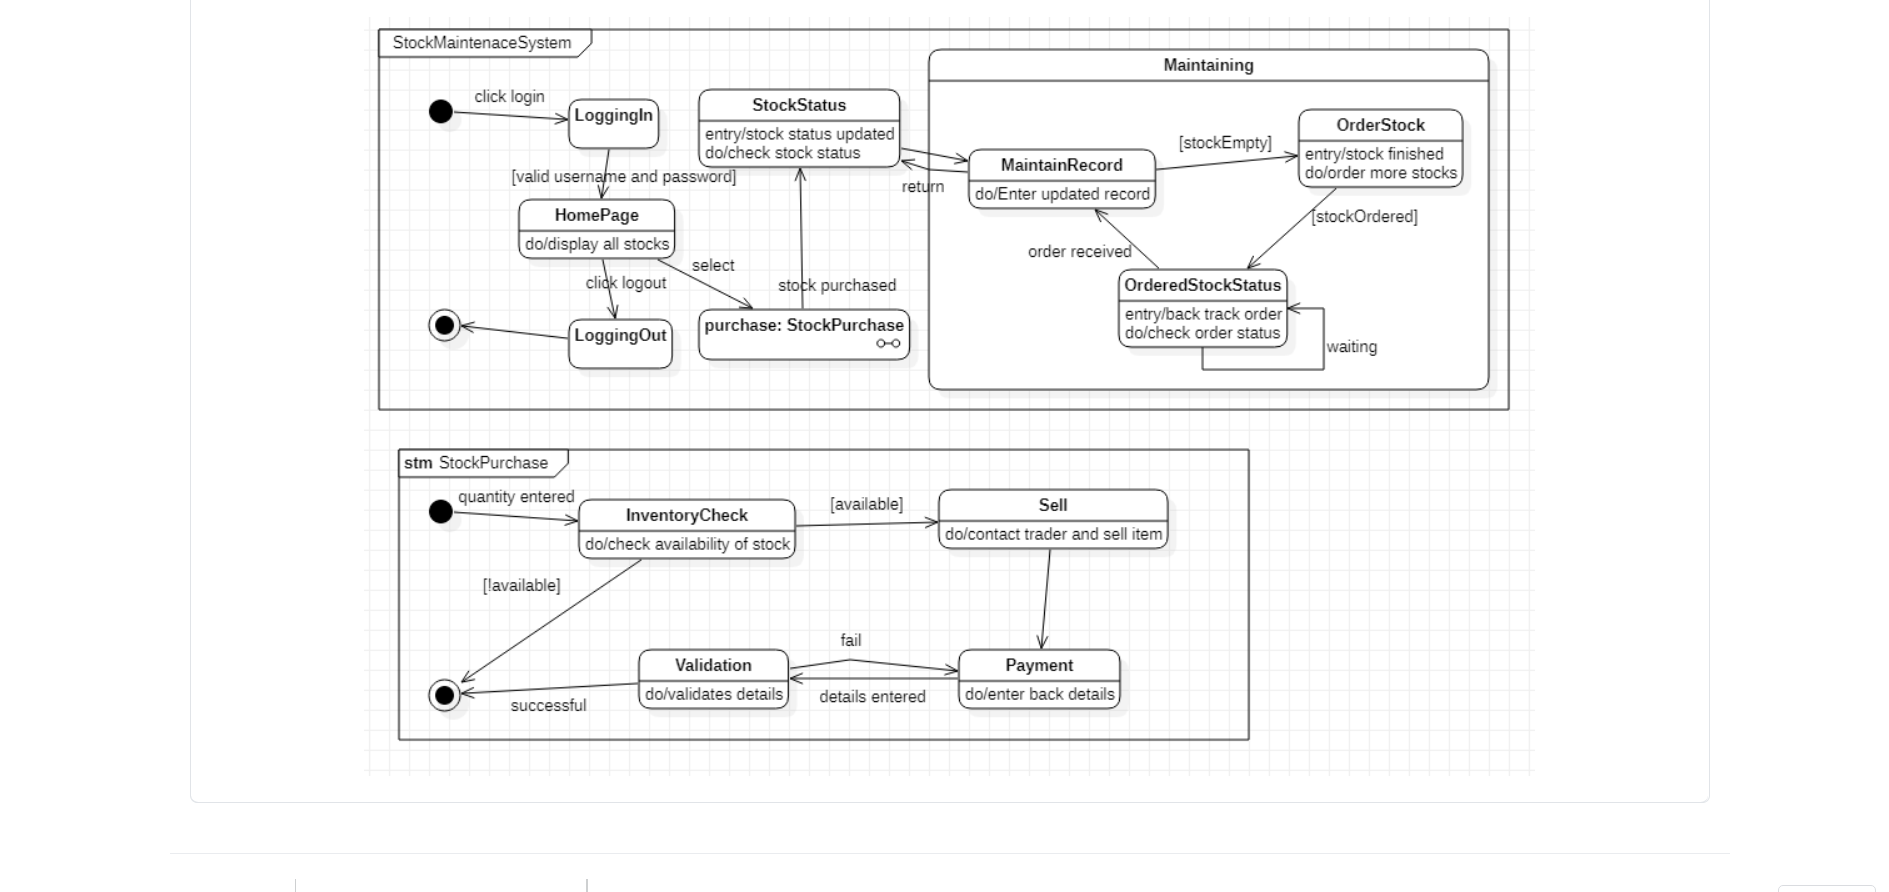 StockMaintenaceSystem
Maintaining
click login
LoggingIn
StockStatus
entry/stock status updated
do/check stock status
OrderStock
entry/stock finished
do/order more stocks
[stockEmpty]
MaintainRecord
do/Enter updated record
[valid username and password]
return
HomePage
do/display all stocks
[stockOrdered]
select
order received
click logout
stock purchased
OrderedStockStatus
entry/back track order
do/check order status
LoggingOut
purchase: StockPurchase
waiting
stm StockPurchase
quantity entered
InventoryCheck
do/check availability of stock
[available]
Sell
do/contact trader and sell item
[!available]
fail
Validation
do/validates details
Payment
do/enter back details
details entered
successful